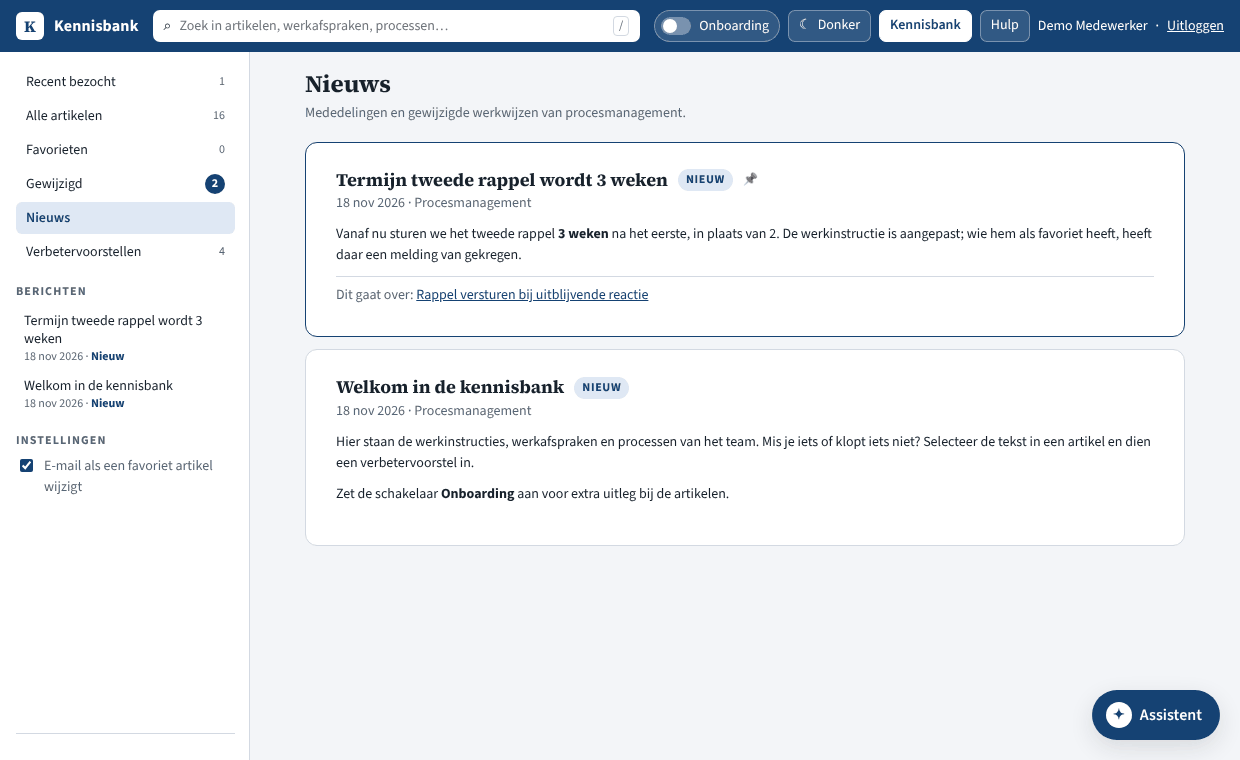 K Kennisbank
Zoek in artikelen, werkafspraken, processen…
/
Onboarding
Donker
Kennisbank
Hulp
Demo Medewerker · Uitloggen
Recent bezocht 1
Alle artikelen 16
Favorieten 0
Gewijzigd 2
Nieuws
Verbetervoorstellen 4
BERICHTEN
Termijn tweede rappel wordt 3
weken
18 nov 2026 · Nieuw
Welkom in de kennisbank
18 nov 2026 · Nieuw
INSTELLINGEN
E-mail als een favoriet artikel
wijzigt
Nieuws
Mededelingen en gewijzigde werkwijzen van procesmanagement.
Termijn tweede rappel wordt 3 weken NIEUW
18 nov 2026 · Procesmanagement
Vanaf nu sturen we het tweede rappel 3 weken na het eerste, in plaats van 2. De werkinstructie is aangepast; wie hem als favoriet heeft, heeft
daar een melding van gekregen.
Dit gaat over: Rappel versturen bij uitblijvende reactie
Welkom in de kennisbank NIEUW
18 nov 2026 · Procesmanagement
Hier staan de werkinstructies, werkafspraken en processen van het team. Mis je iets of klopt iets niet? Selecteer de tekst in een artikel en dien
een verbetervoorstel in.
Zet de schakelaar Onboarding aan voor extra uitleg bij de artikelen.
Assistent